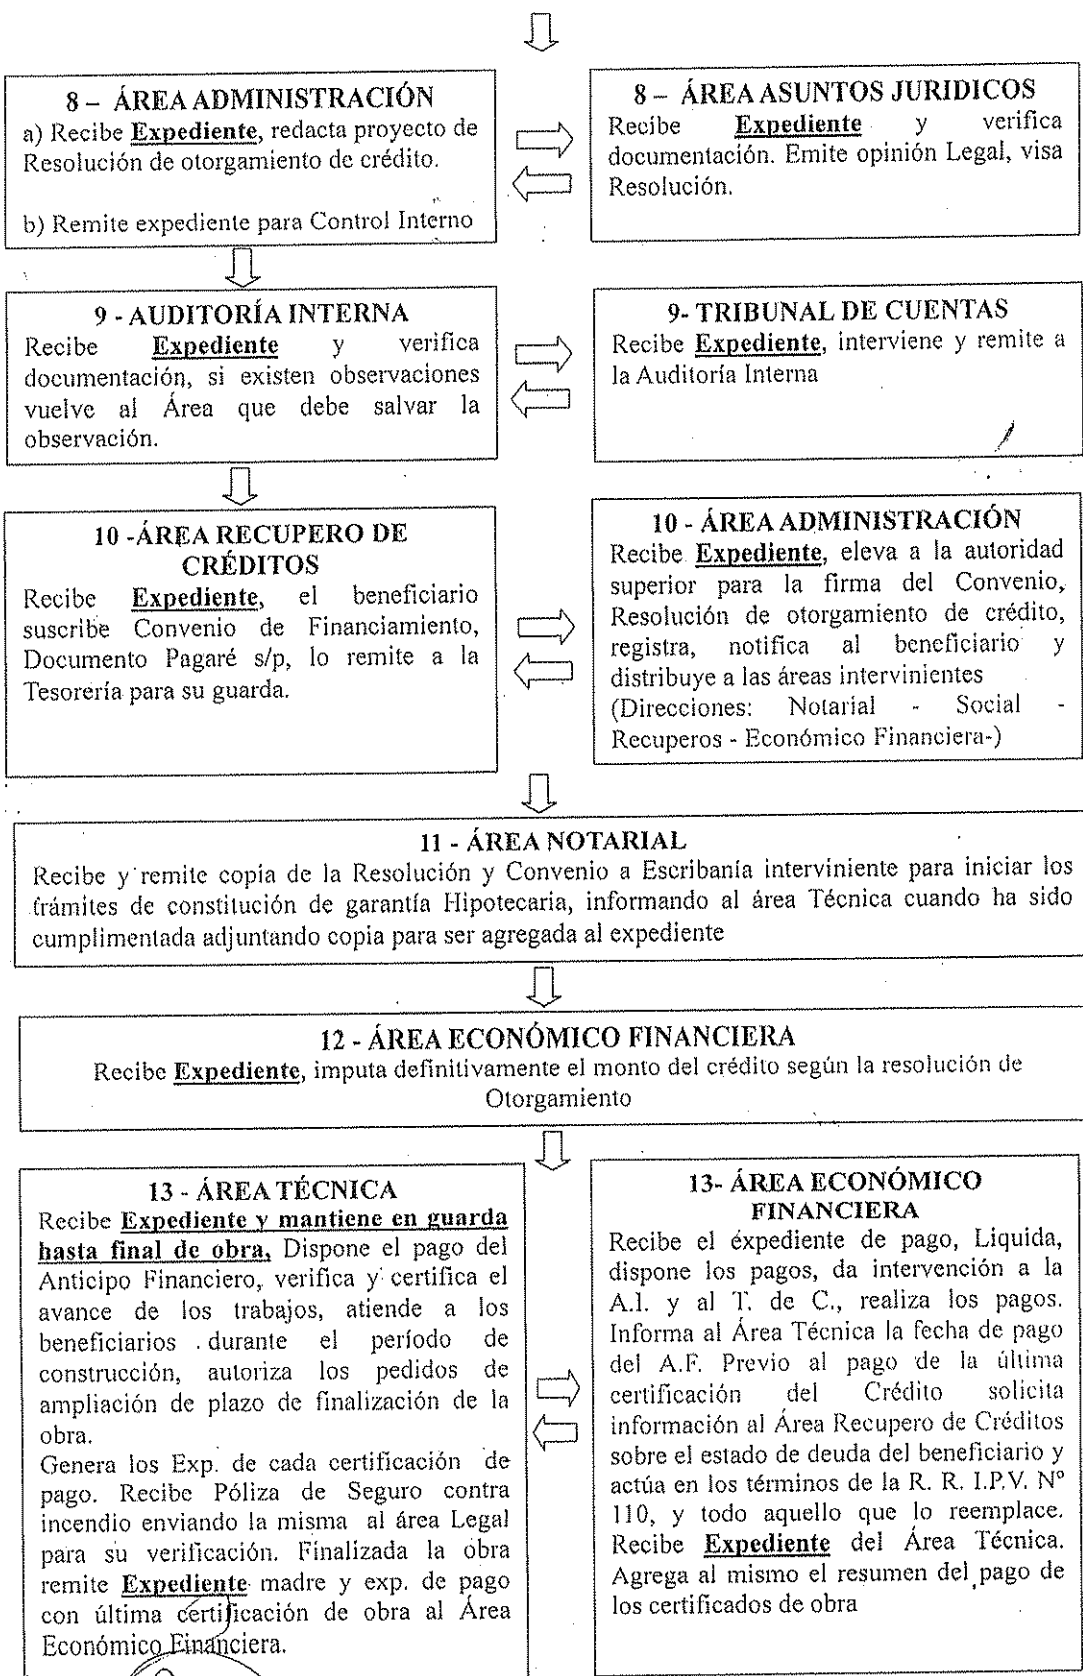 8 – ÁREA ADMINISTRACIÓN
a) Recibe Expediente, redacta proyecto de
Resolución de otorgamiento de crédito.
b) Remite expediente para Control Interno
8 – ÁREA ASUNTOS JURIDICOS
Recibe Expediente y verifica
documentación. Emite opinión Legal, visa
Resolución.
9 - AUDITORÍA INTERNA
Recibe Expediente y verifica
documentación, si existen observaciones
vuelve al Área que debe salvar la
observación.
9- TRIBUNAL DE CUENTAS
Recibe Expediente, interviene y remite a
la Auditoría Interna
10 -ÁREA RECUPERO DE
CRÉDITOS
Recibe Expediente, el beneficiario
suscribe Convenio de Financiamiento,
Documento Pagaré s/p, lo remite a la
Tesorería para su guarda.
10 - ÁREA ADMINISTRACIÓN
Recibe Expediente, eleva a la autoridad
superior para la firma del Convenio,
Resolución de otorgamiento de crédito,
registra, notifica al beneficiario y
distribuye a las áreas intervinientes
(Direcciones: Notarial - Social -
Recuperos - Económico Financiera-)
11 - ÁREA NOTARIAL
Recibe y remite copia de la Resolución y Convenio a Escribanía interviniente para iniciar los
trámites de constitución de garantía Hipotecaria, informando al área Técnica cuando ha sido
cumplimentada adjuntando copia para ser agregada al expediente
12 - ÁREA ECONÓMICO FINANCIERA
Recibe Expediente, imputa definitivamente el monto del crédito según la resolución de
Otorgamiento
13 - ÁREA TÉCNICA
Recibe Expediente y mantiene en guarda
hasta final de obra, Dispone el pago del
Anticipo Financiero, verifica y certifica el
avance de los trabajos, atiende a los
beneficiarios durante el período de
construcción, autoriza los pedidos de
ampliación de plazo de finalización de la
obra.
Genera los Exp. de cada certificación de
pago. Recibe Póliza de Seguro contra
incendio enviando la misma al área Legal
para su verificación. Finalizada la obra
remite Expediente madre y exp. de pago
con última certificación de obra al Área
Económico Financiera.
13- ÁREA ECONÓMICO
FINANCIERA
Recibe el expediente de pago, Liquida,
dispone los pagos, da intervención a la
A.I. y al T. de C., realiza los pagos.
Informa al Área Técnica la fecha de pago
del A.F. Previo al pago de la última
certificación del Crédito solicita
información al Área Recupero de Créditos
sobre el estado de deuda del beneficiario y
actúa en los términos de la R. R. I.P.V. Nº
110, y todo aquello que lo reemplace.
Recibe Expediente del Área Técnica.
Agrega al mismo el resumen del pago de
los certificados de obra